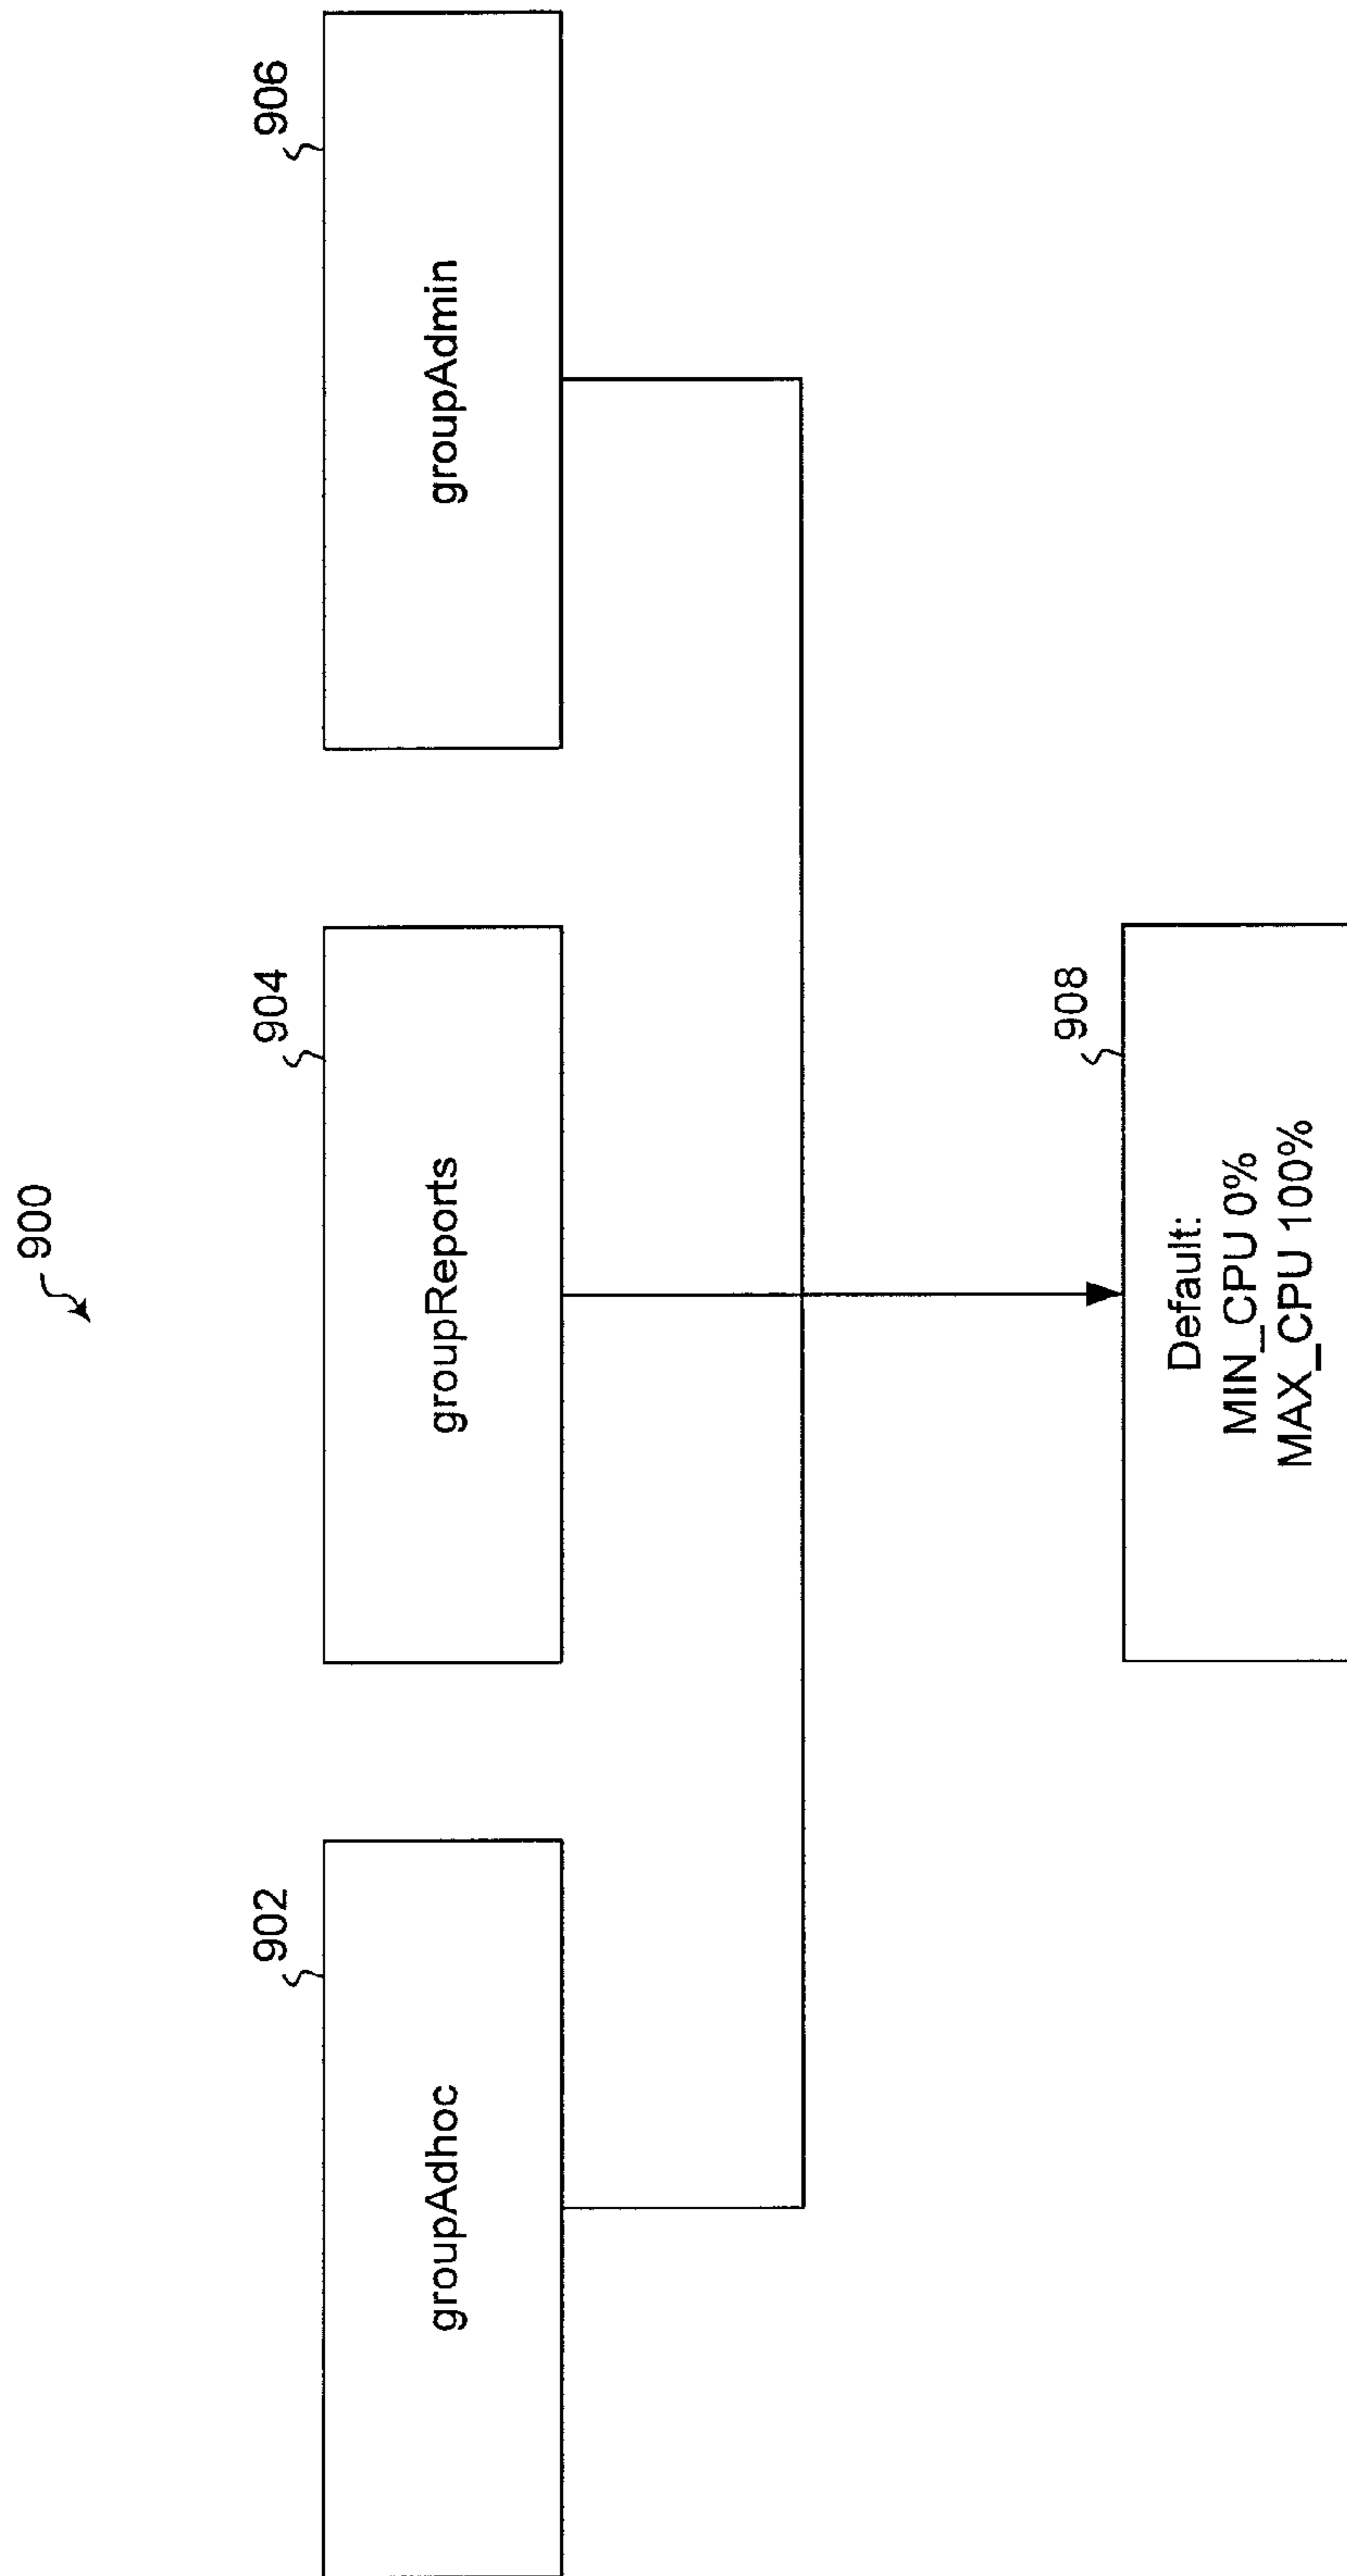 900
902
904
906
groupAdhoc
groupReports
groupAdmin
908
Default:
MIN_CPU 0%
MAX_CPU 100%